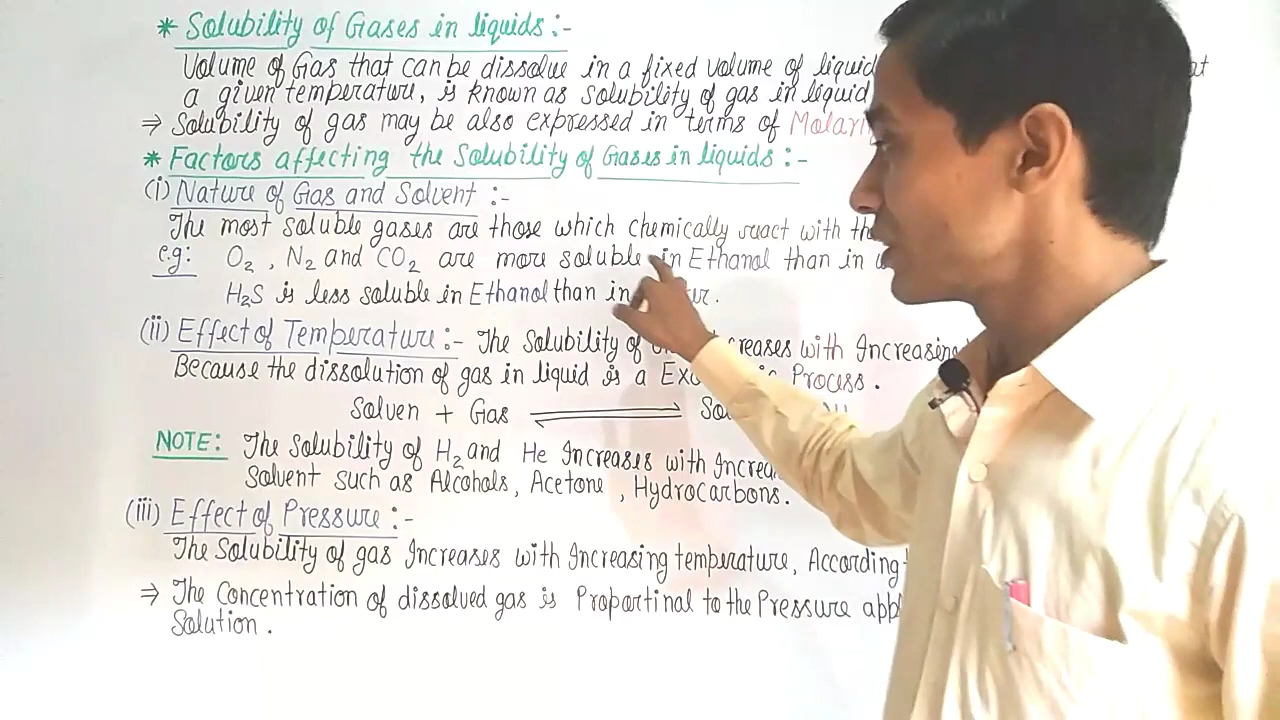 * Solubility of Gases in liquids :-
Volume of Gas that can be dissolve in a fixed volume of liquid at
a given temperature, is known as solubility of gas in liquid
⇒ Solubility of gas may be also expressed in terms of
* Factors affecting the Solubility of Gases in liquids :-
(i) Nature of Gas and Solvent :-
The most soluble gases are those which chemically react with
e.g: O₂, N₂ and CO₂ are more soluble in Ethanol than in
H₂S is less soluble in Ethanol than in
(ii) Effect of Temperature :- The Solubility of with Increasing
Because the dissolution of gas in liquid is a Process.
Solven + Gas ⇌
NOTE: The Solubility of H₂ and He Increases with
Solvent such as Alcohols, Acetone, Hydrocarbons.
(iii) Effect of Pressure :-
The Solubility of gas Increases with Increasing temperature, According
⇒ The Concentration of dissolved gas is Proportinal to the Pressure
Solution.